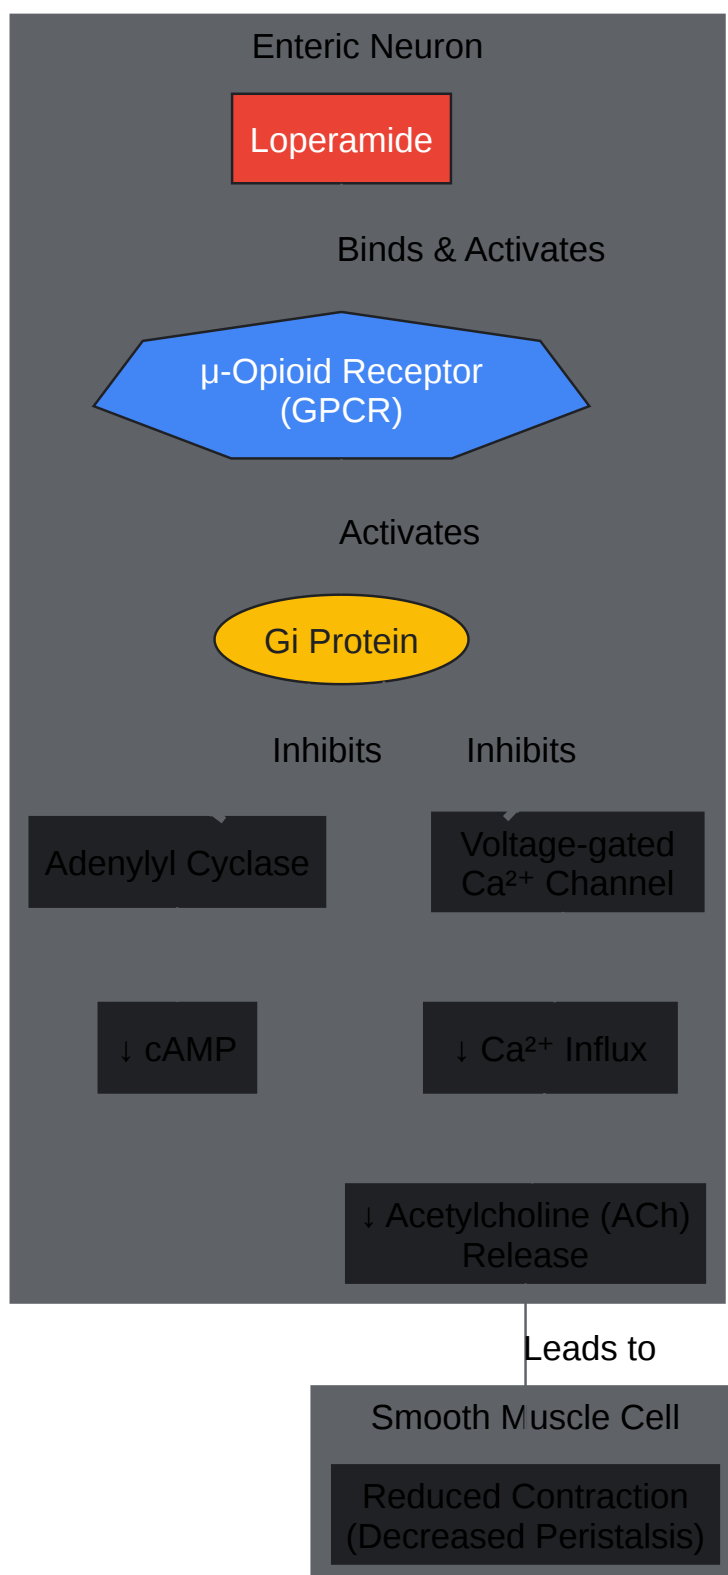 Enteric Neuron
Loperamide
Binds & Activates
μ-Opioid Receptor
(GPCR)
Activates
Gi Protein
Inhibits
Inhibits
Adenylyl Cyclase
Voltage-gated
Ca²⁺ Channel
↓ cAMP
↓ Ca²⁺ Influx
↓ Acetylcholine (ACh)
Release
Leads to
Smooth Muscle Cell
Reduced Contraction
(Decreased Peristalsis)